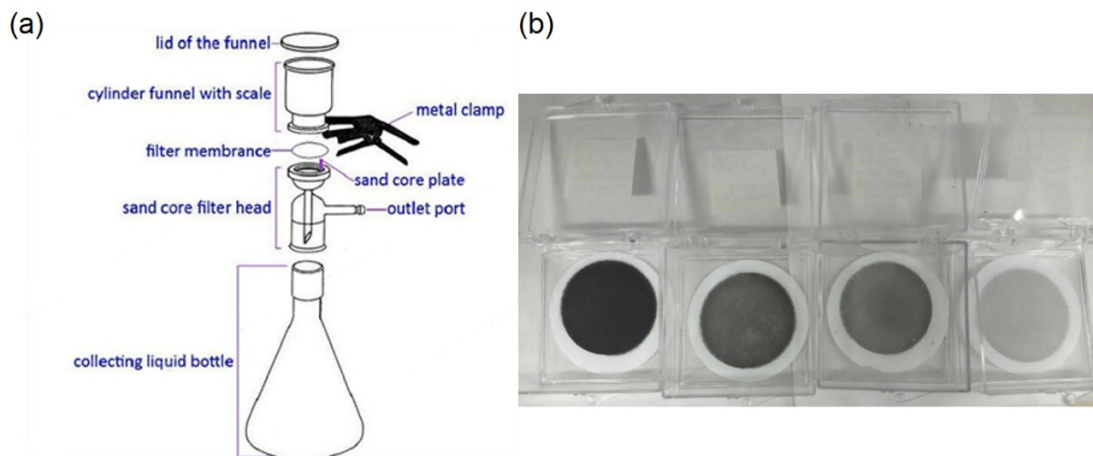 (a)
lid of the funnel
cylinder funnel with scale
metal clamp
filter membrance
sand core plate
sand core filter head
outlet port
collecting liquid bottle
(b)